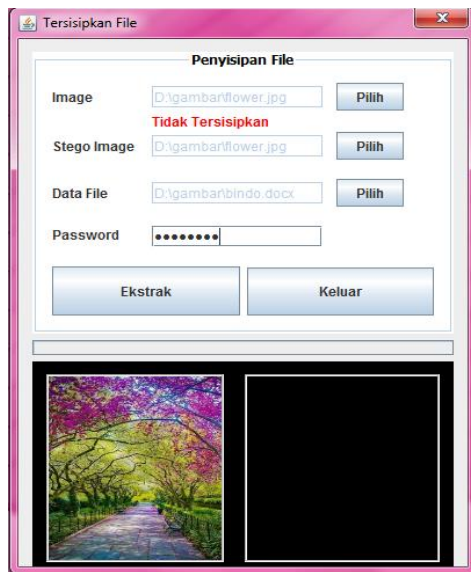 Tersisipkan File
Penyisipan File
Image D:\gambar\flower.jpg Pilih
Tidak Tersisipkan
Stego Image D:\gambar\flower.jpg Pilih
Data File D:\gambar\bindo.docx Pilih
Password ●●●●●●●●
Ekstrak Keluar